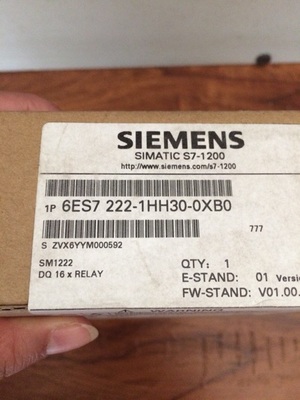 SIEMENS
SIMATIC S7-1200
http://www.siemens.com/s7-1200
1P 6ES7 222-1HH30-0XB0
777
S ZVX6YYM000592
SM1222
DQ 16 x RELAY
QTY: 1
E-STAND: 01 Versi
FW-STAND: V01.00.